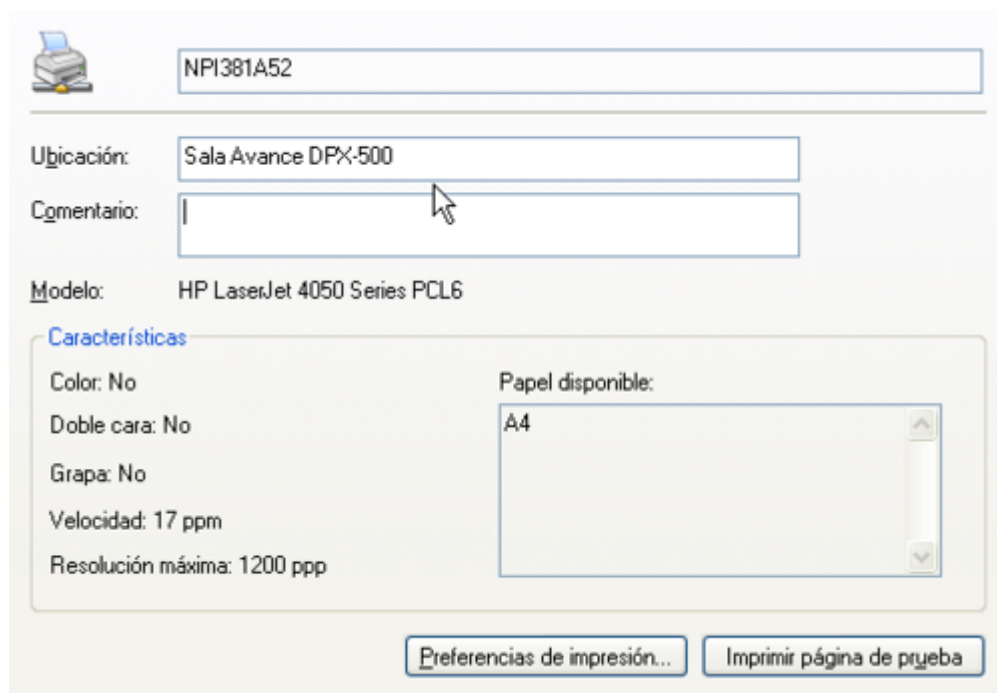 NPI381A52
Ubicación: Sala Avance DPX-500
Comentario:
Modelo: HP LaserJet 4050 Series PCL6
Características
Color: No
Papel disponible:
Doble cara: No
A4
Grapa: No
Velocidad: 17 ppm
Resolución máxima: 1200 ppp
Preferencias de impresión... Imprimir página de prueba